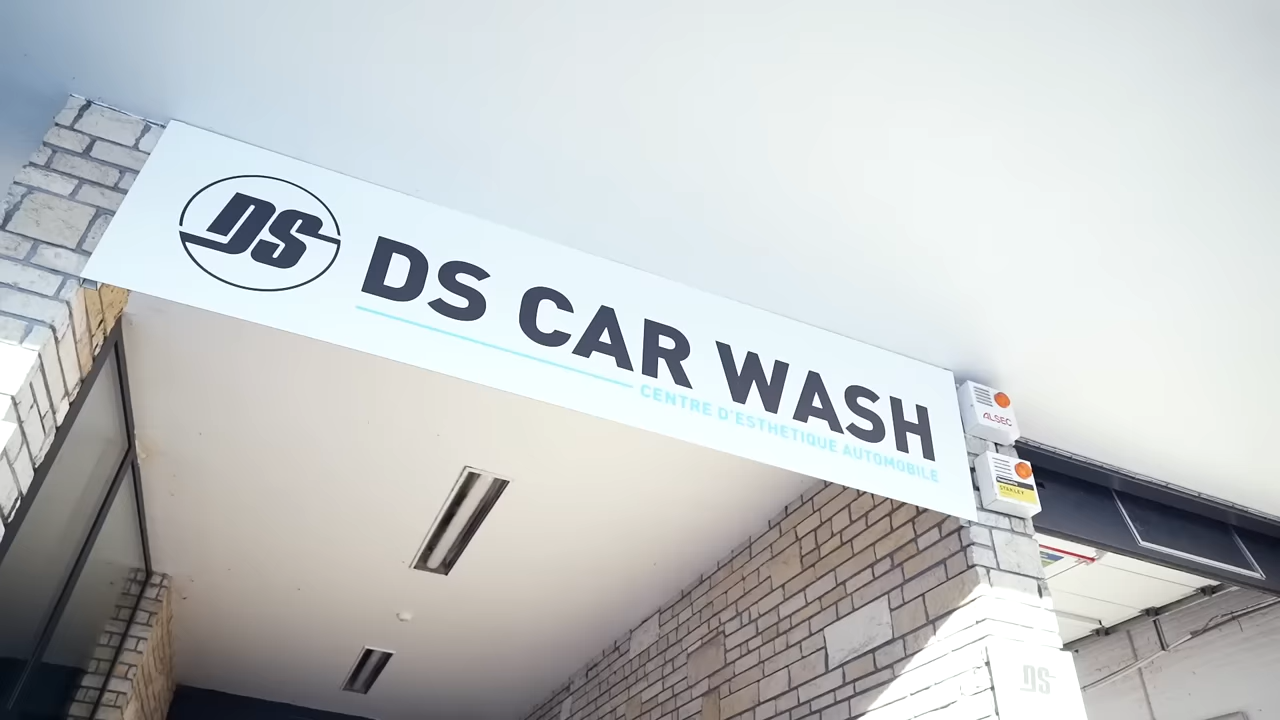 DS
DS CAR WASH
CENTRE D'ESTHETIQUE AUTOMOBILE
ALSEC
STANLEY
DS